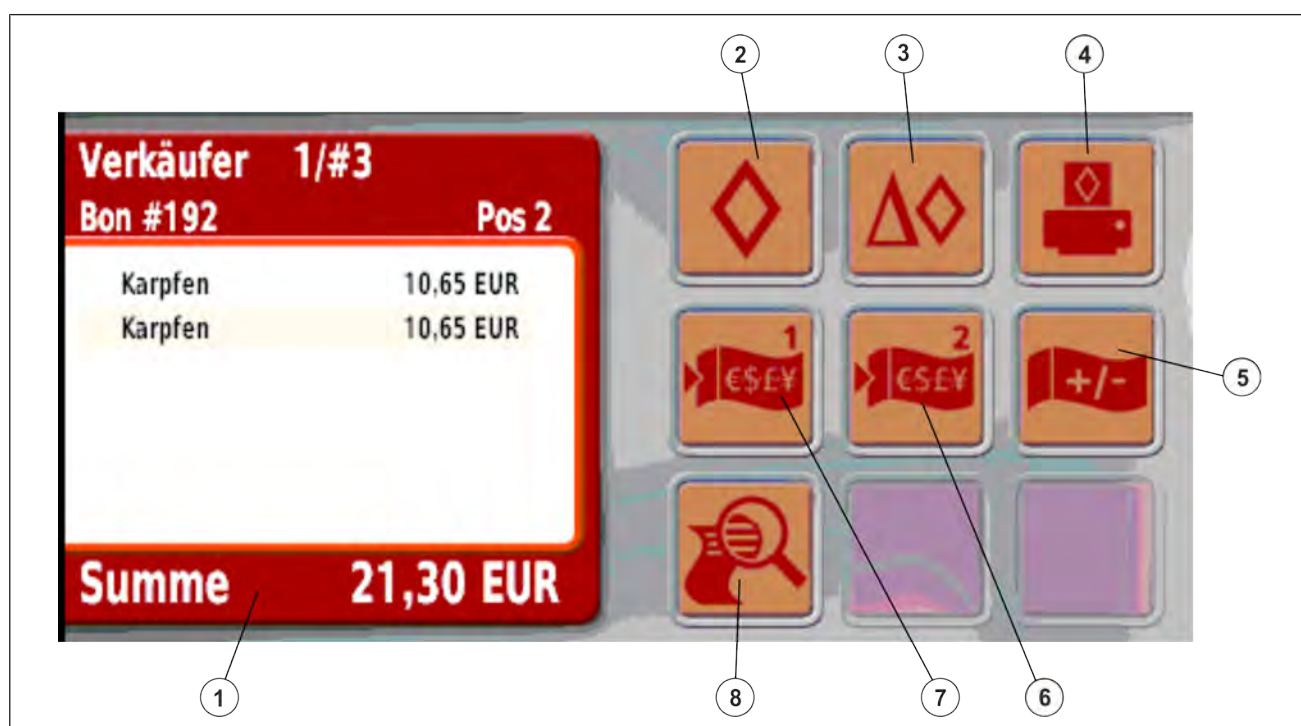 2
3
4
Verkäufer 1/#3
Bon #192 Pos 2
Karpfen 10,65 EUR
Karpfen 10,65 EUR
1
€$£¥
2
€$£¥
+/-
5
Summe 21,30 EUR
1
8
7
6